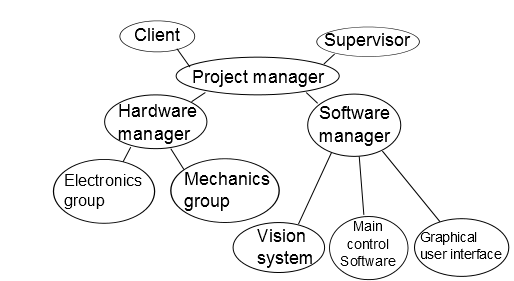 Client
Supervisor
Project manager
Hardware
manager
Software
manager
Electronics
group
Mechanics
group
Vision
system
Main
control
Software
Graphical
user interface